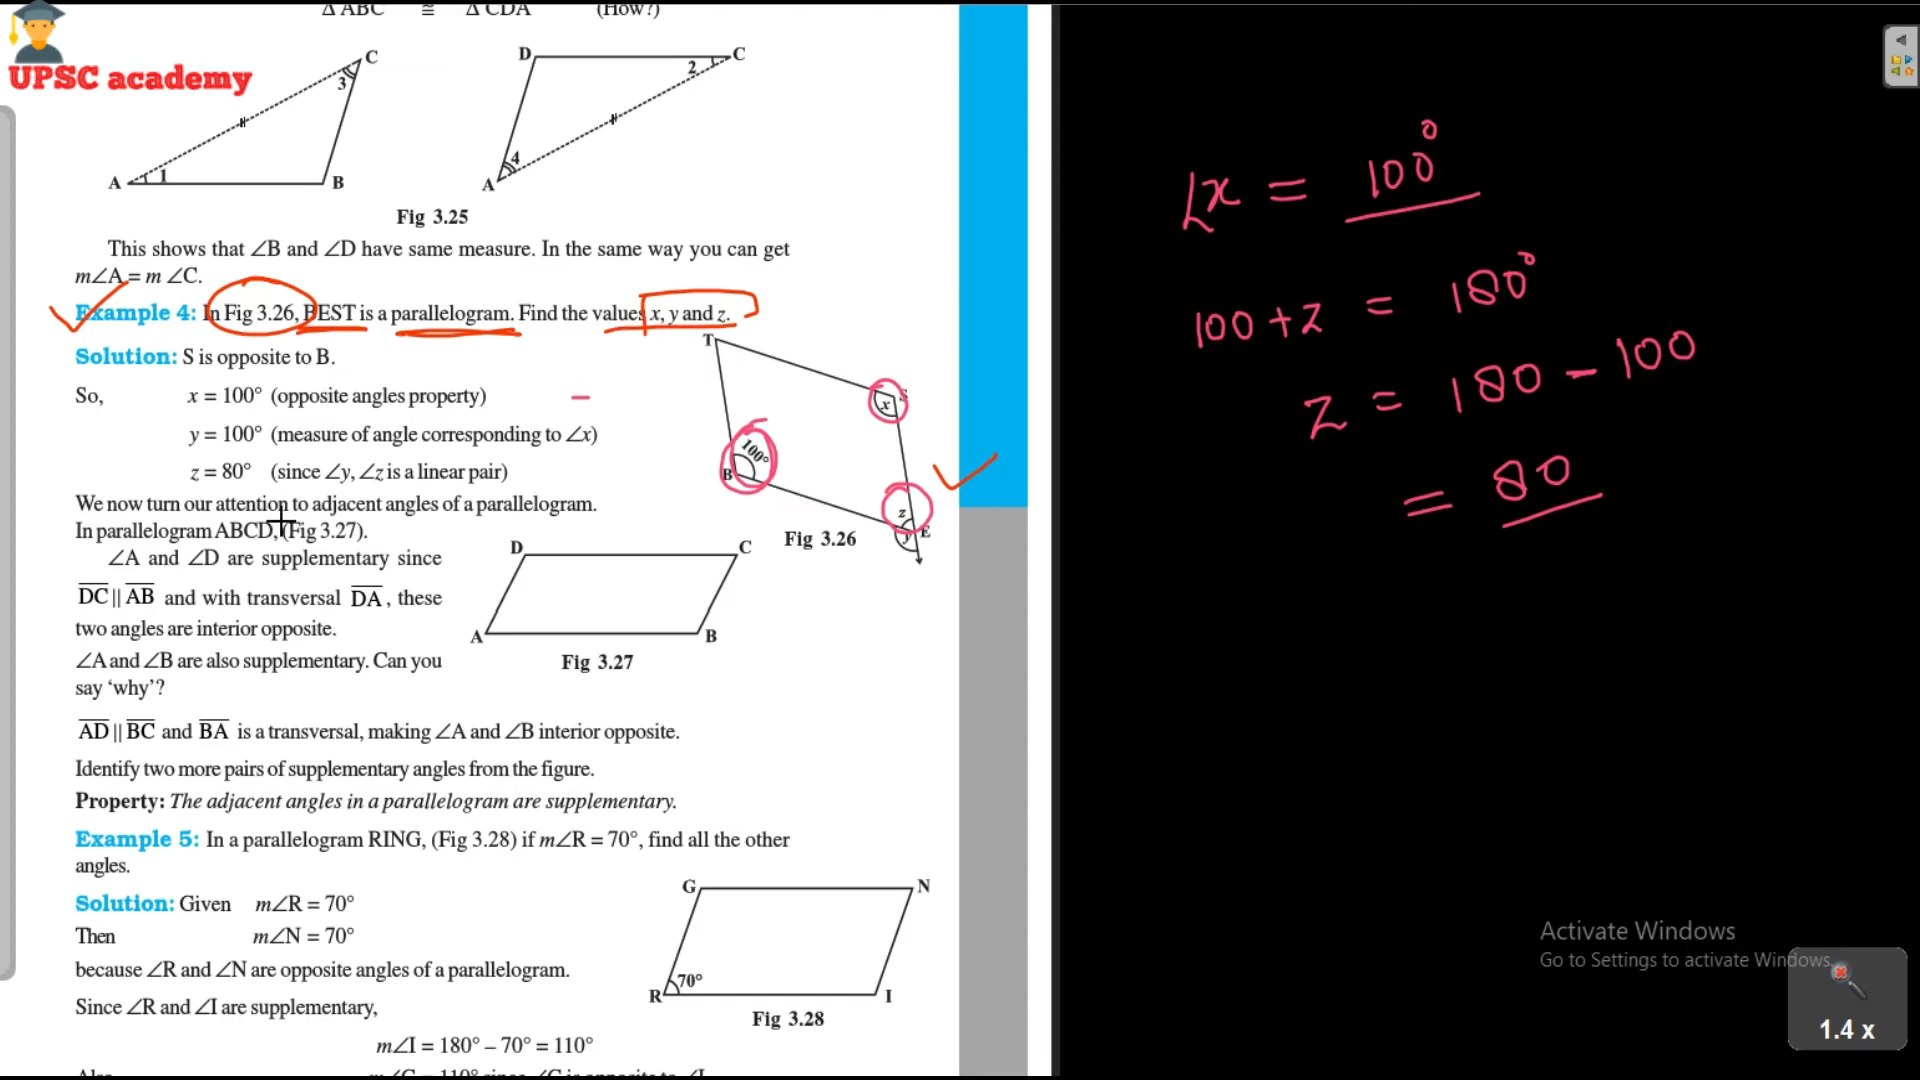 Δ ABC ≅ Δ CDA (How?)
UPSC academy
C
3
A
1
B
D
C
2
4
A
Fig 3.25
This shows that ∠B and ∠D have same measure. In the same way you can get
m∠A = m ∠C.
Example 4: In Fig 3.26, BEST is a parallelogram. Find the values x, y and z.
Solution: S is opposite to B.
So, x = 100° (opposite angles property)
y = 100° (measure of angle corresponding to ∠x)
z = 80° (since ∠y, ∠z is a linear pair)
T
S
x
100°
B
z
E
y
Fig 3.26
We now turn our attention to adjacent angles of a parallelogram.
In parallelogram ABCD, (Fig 3.27).
∠A and ∠D are supplementary since
DC || AB and with transversal DA, these
two angles are interior opposite.
∠A and ∠B are also supplementary. Can you
say ‘why’?
D
C
A
B
Fig 3.27
AD || BC and BA is a transversal, making ∠A and ∠B interior opposite.
Identify two more pairs of supplementary angles from the figure.
Property: The adjacent angles in a parallelogram are supplementary.
Example 5: In a parallelogram RING, (Fig 3.28) if m∠R = 70°, find all the other
angles.
Solution: Given m∠R = 70°
Then m∠N = 70°
because ∠R and ∠N are opposite angles of a parallelogram.
Since ∠R and ∠I are supplementary,
m∠I = 180° – 70° = 110°
Also, m∠G = 110° since ∠G is opposite to ∠I
G
N
R
70°
I
Fig 3.28
∠x = 100°
100 + z = 180°
z = 180 - 100
= 80
Activate Windows
Go to Settings to activate Windows.
1.4 x